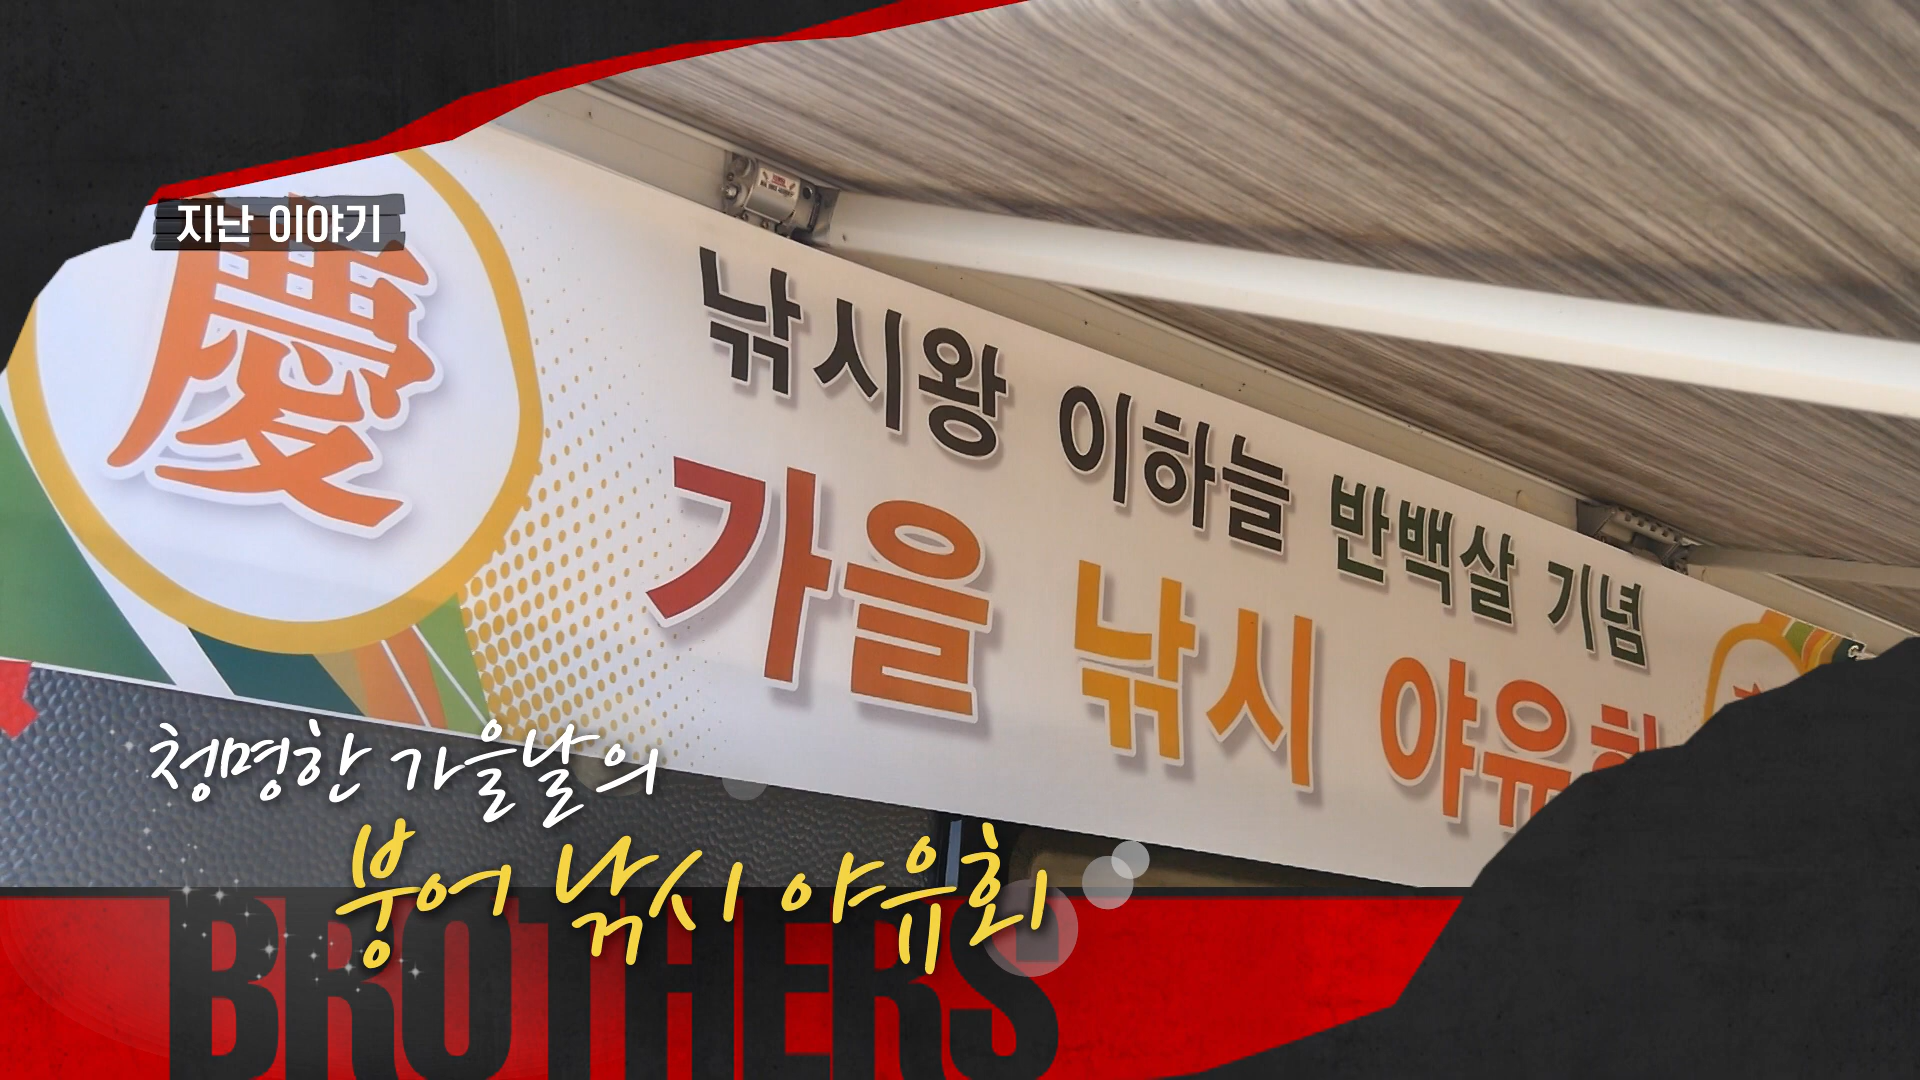 지난 이야기
慶
낚시왕 이하늘 반백살 기념
가을 낚시 야유회
청명한 가을날의
붕어 낚시 야유회
BROTHERS